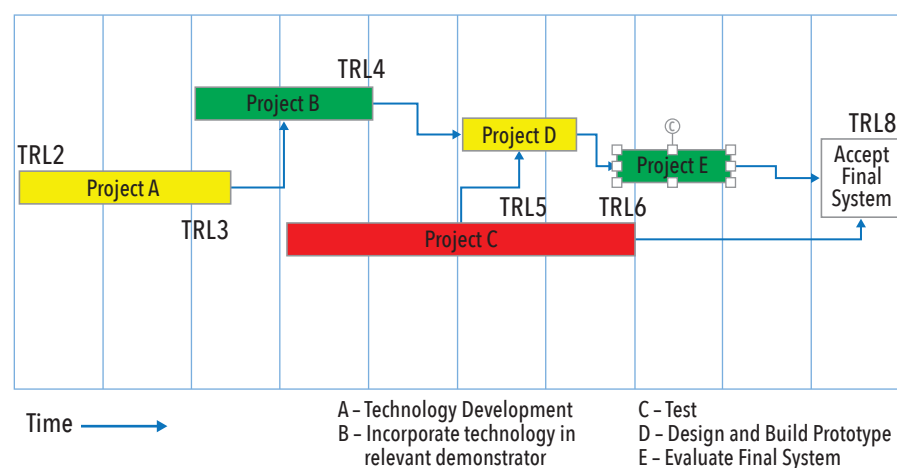 TRL4
Project B
TRL8
Project D
©
Accept
Final
System
Project E
TRL2
Project A
TRL3
TRL5
TRL6
Project C
Time
A – Technology Development
B – Incorporate technology in
relevant demonstrator
C – Test
D – Design and Build Prototype
E – Evaluate Final System